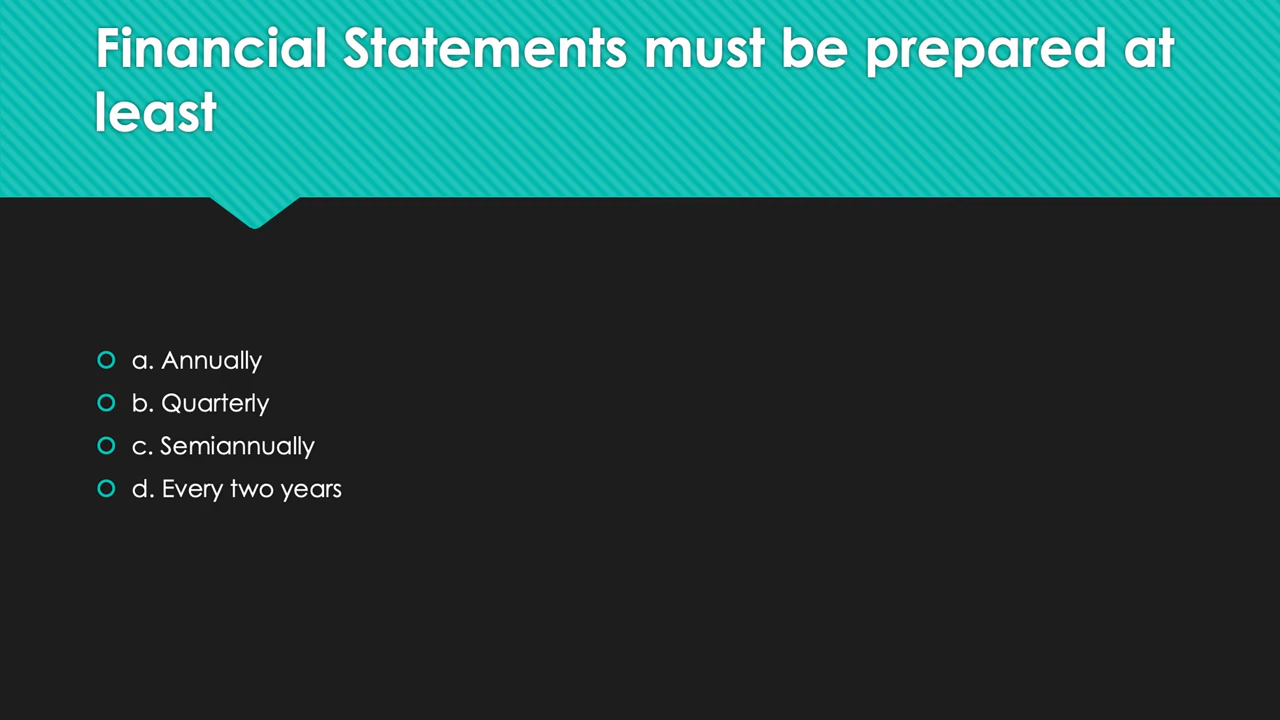 Financial Statements must be prepared at
least
a. Annually
b. Quarterly
c. Semiannually
d. Every two years